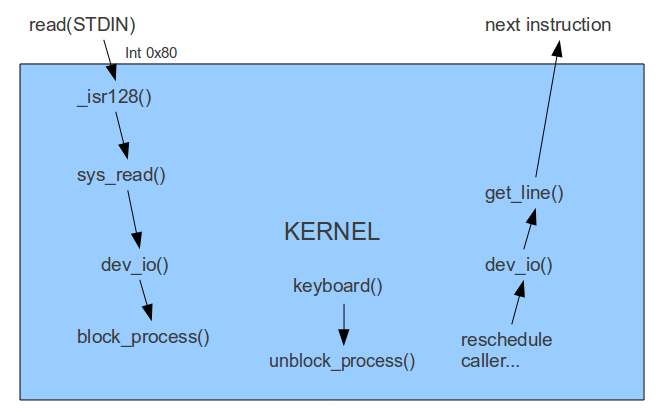 read(STDIN)
Int 0x80
_isr128()
sys_read()
dev_io()
block_process()
KERNEL
keyboard()
unblock_process()
next instruction
get_line()
dev_io()
reschedule
caller...